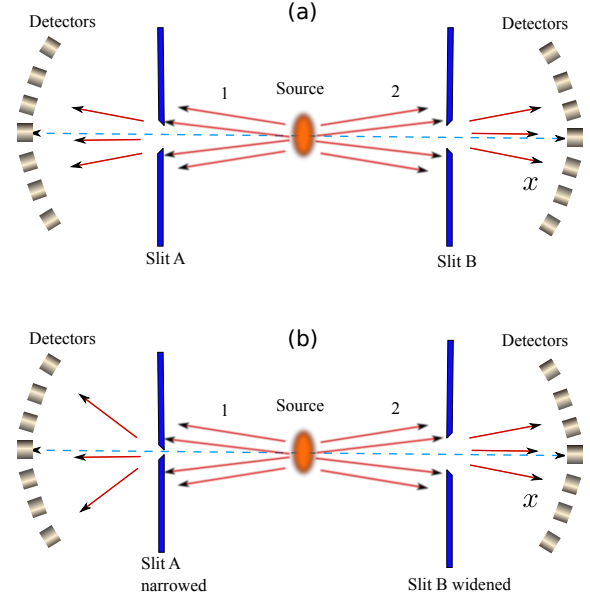 (a)
Detectors
Detectors
1
Source
2
x
Slit A
Slit B
(b)
Detectors
Detectors
1
Source
2
x
Slit A
narrowed
Slit B widened